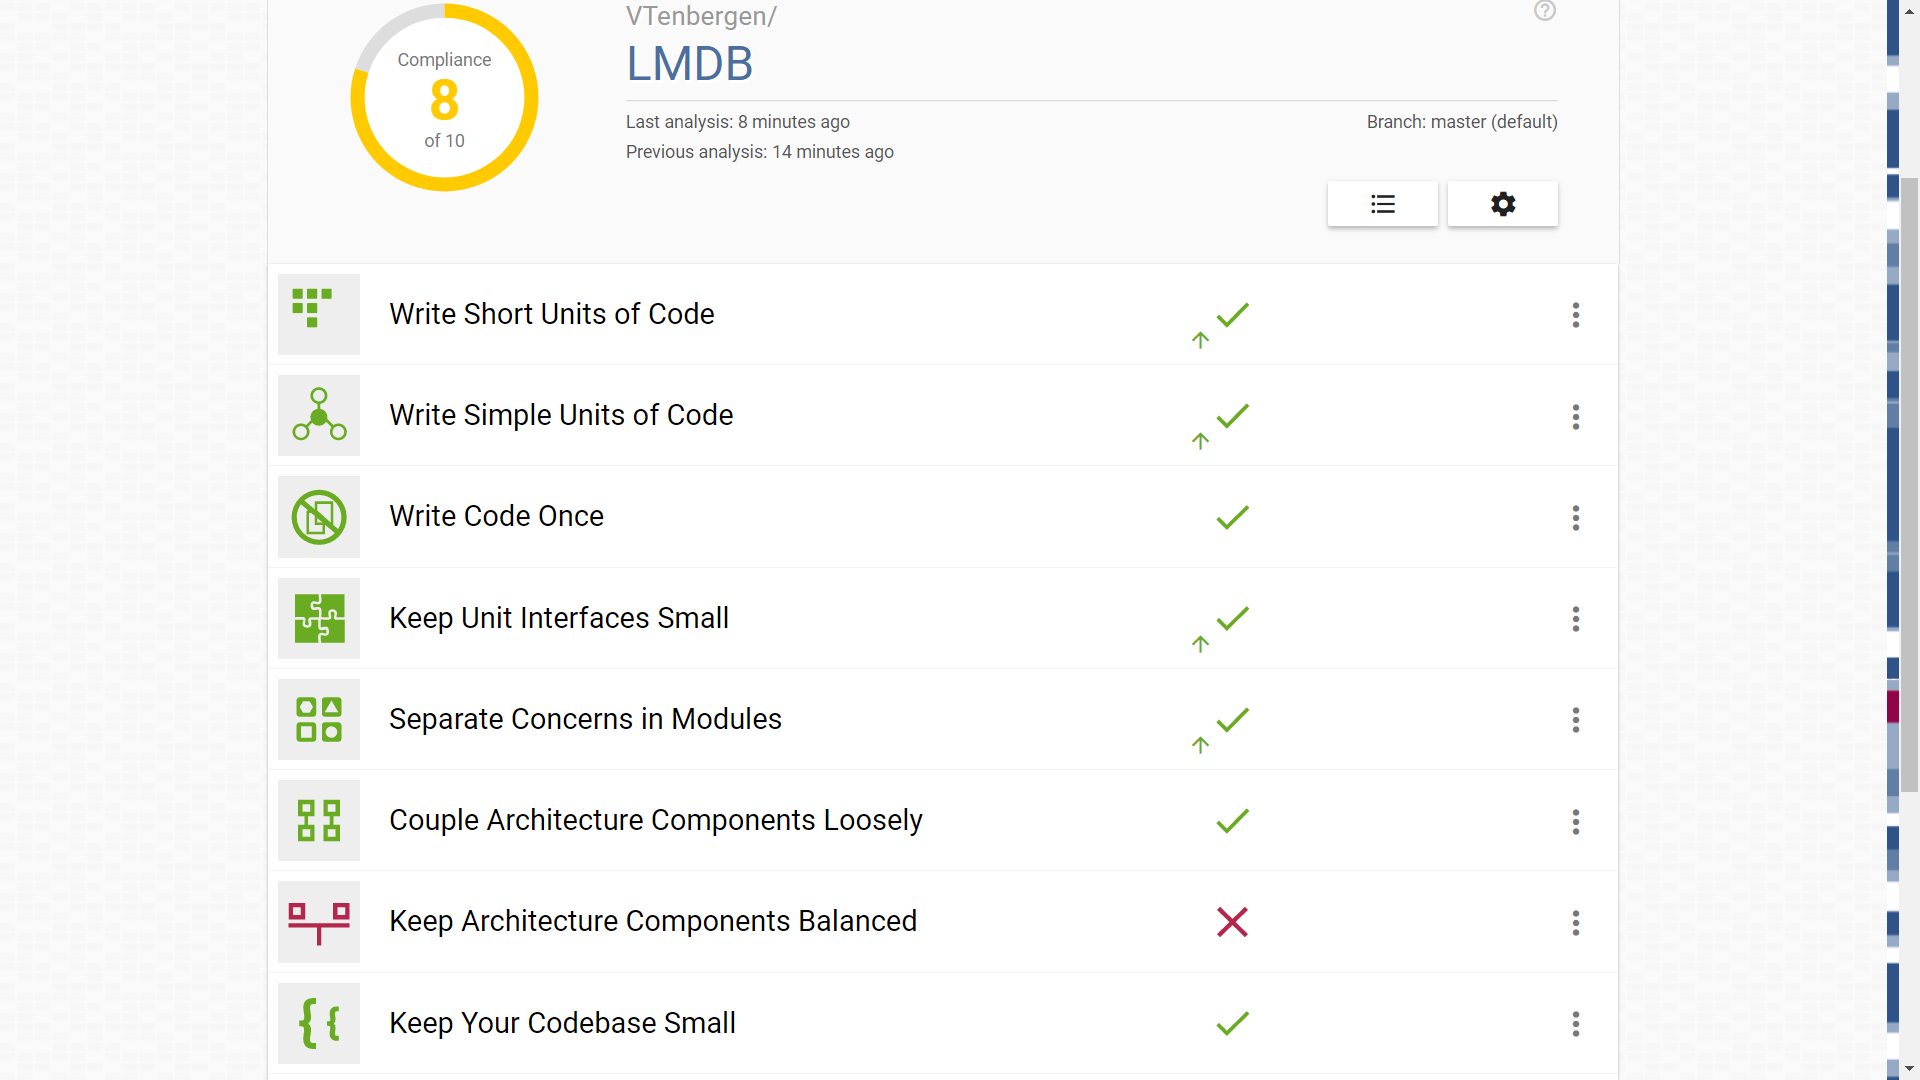 Compliance
8
of 10
VTenbergen/
LMDB
Last analysis: 8 minutes ago
Branch: master (default)
Previous analysis: 14 minutes ago
Write Short Units of Code
Write Simple Units of Code
Write Code Once
Keep Unit Interfaces Small
Separate Concerns in Modules
Couple Architecture Components Loosely
Keep Architecture Components Balanced
Keep Your Codebase Small